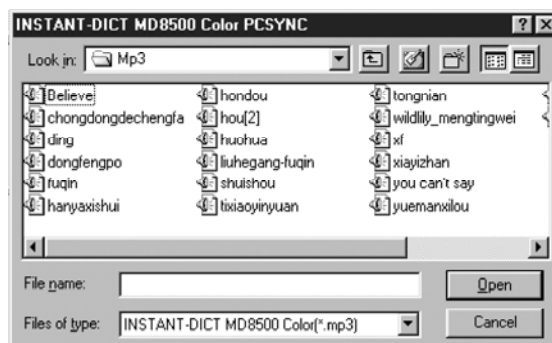 INSTANT-DICT MD8500 Color PCSYNC
Look in: Mp3
Believe hondou tongnian
chongdongdechengfa hou[2] wildlily_mengtingwei
ding huohua xf
dongfengpo liuhegang-fuqin xiayizhan
fuqin shuishou you can't say
hanyaxishui tixiaoyinyuan yuemanxilou
File name: Open
Files of type: INSTANT-DICT MD8500 Color(*.mp3) Cancel